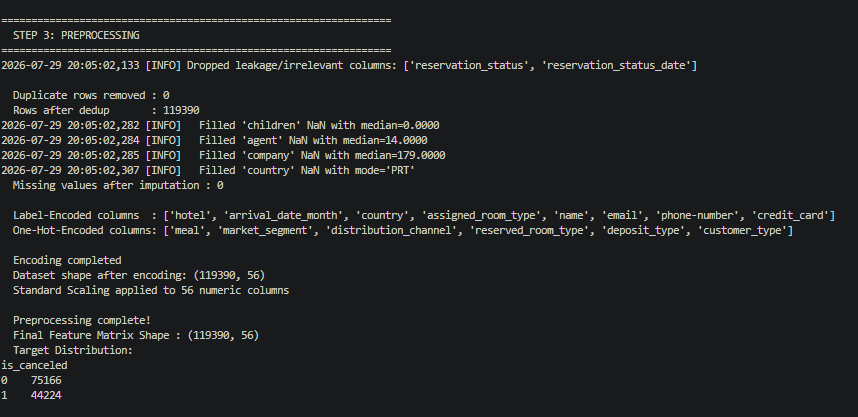 =================================================================
  STEP 3: PREPROCESSING
=================================================================
2026-07-29 20:05:02,133 [INFO] Dropped leakage/irrelevant columns: ['reservation_status', 'reservation_status_date']

  Duplicate rows removed : 0
  Rows after dedup       : 119390
2026-07-29 20:05:02,282 [INFO]   Filled 'children' NaN with median=0.0000
2026-07-29 20:05:02,284 [INFO]   Filled 'agent' NaN with median=14.0000
2026-07-29 20:05:02,285 [INFO]   Filled 'company' NaN with median=179.0000
2026-07-29 20:05:02,307 [INFO]   Filled 'country' NaN with mode='PRT'
  Missing values after imputation : 0

  Label-Encoded columns  : ['hotel', 'arrival_date_month', 'country', 'assigned_room_type', 'name', 'email', 'phone-number', 'credit_card']
  One-Hot-Encoded columns: ['meal', 'market_segment', 'distribution_channel', 'reserved_room_type', 'deposit_type', 'customer_type']

  Encoding completed
  Dataset shape after encoding: (119390, 56)
  Standard Scaling applied to 56 numeric columns

  Preprocessing complete!
  Final Feature Matrix Shape : (119390, 56)
  Target Distribution:
is_canceled
0    75166
1    44224